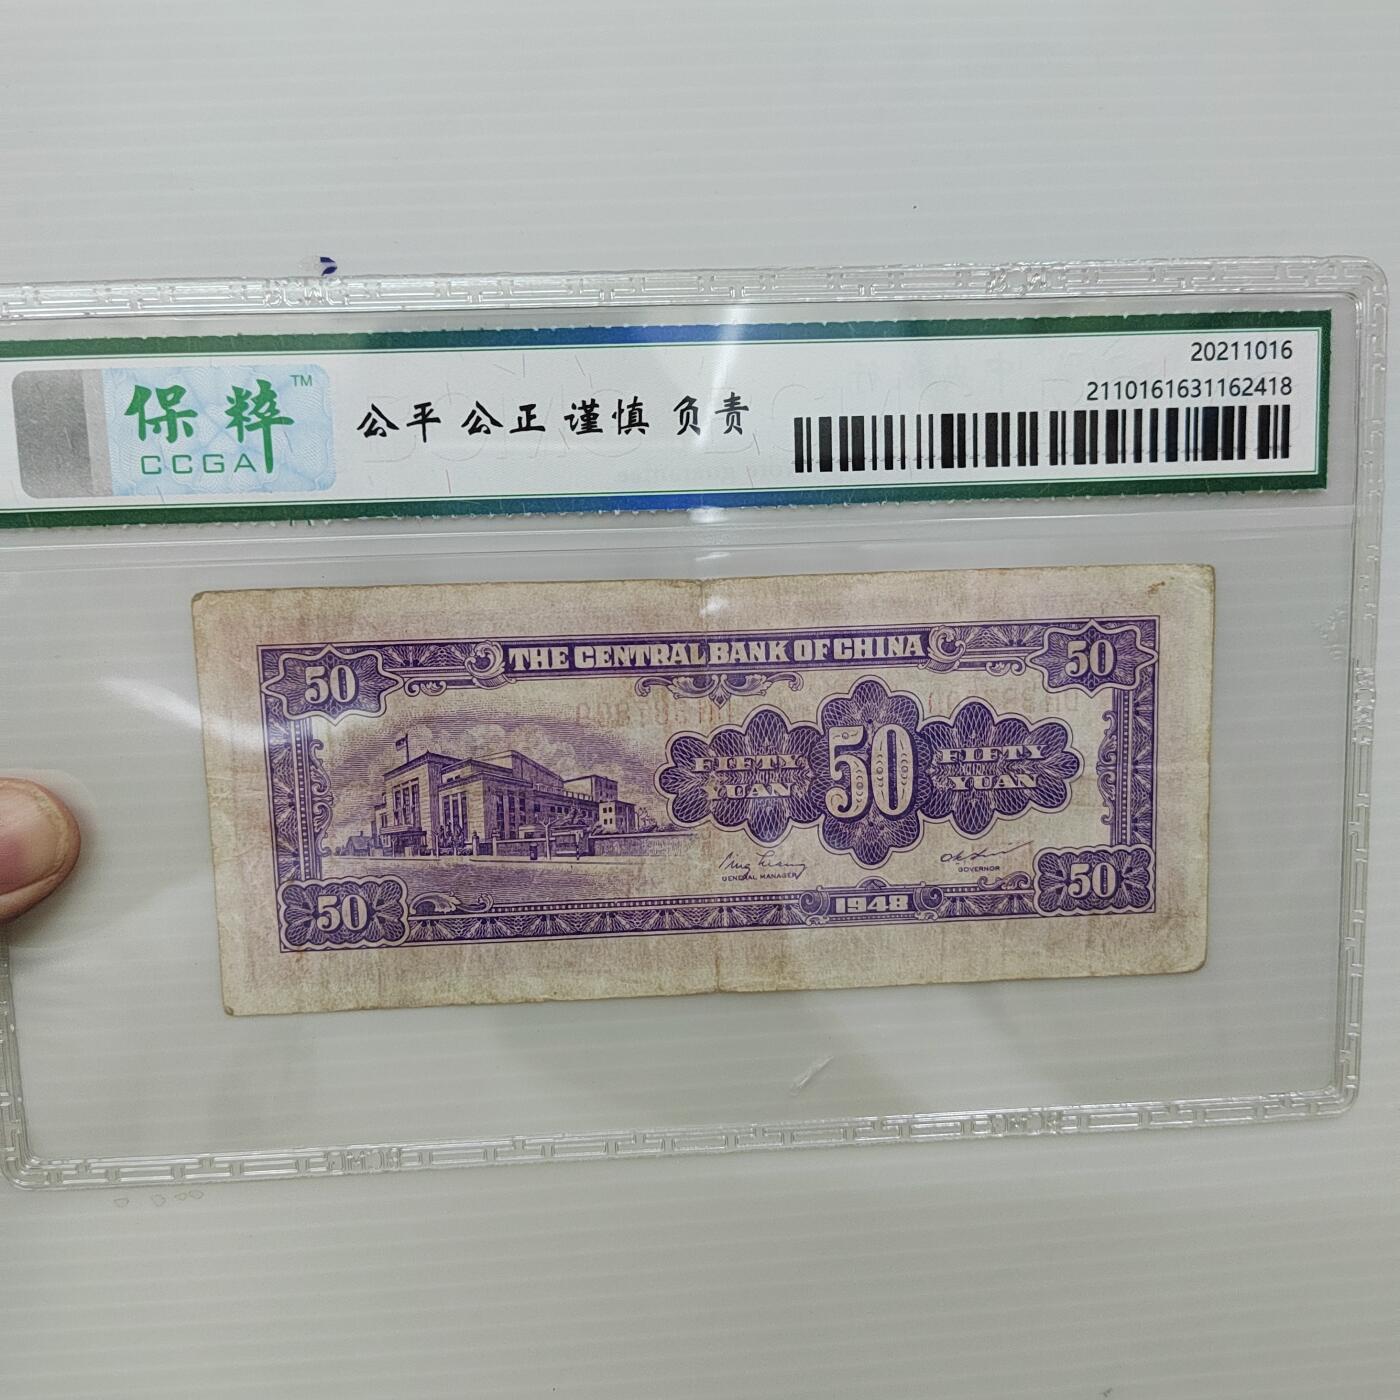 20211016
2110161631162418
保粹 TM
CCGA
公平 公正 谨慎 负责
THE CENTRAL BANK OF CHINA
50
50
FIFTY YUAN
50
FIFTY YUAN
GENERAL MANAGER
GOVERNOR
50
1948
50